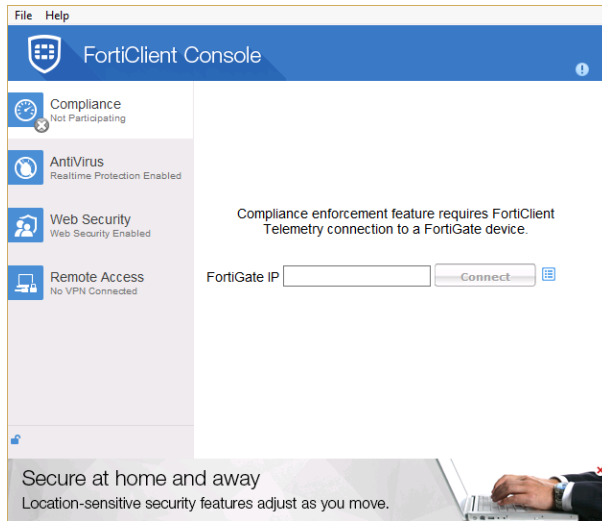 File Help
FortiClient Console
Compliance
Not Participating
AntiVirus
Realtime Protection Enabled
Web Security
Web Security Enabled
Remote Access
No VPN Connected
Compliance enforcement feature requires FortiClient
Telemetry connection to a FortiGate device.
FortiGate IP Connect
Secure at home and away
Location-sensitive security features adjust as you move.